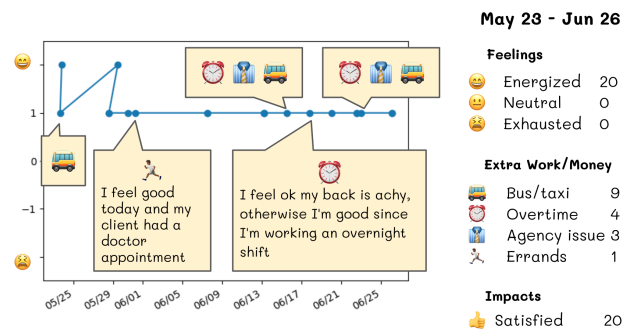 May 23 - Jun 26
Feelings
Energized 20
Neutral 0
Exhausted 0
Extra Work/Money
Bus/taxi 9
Overtime 4
Agency issue 3
Errands 1
Impacts
Satisfied 20
1
0
−1
I feel good
today and my
client had a
doctor
appointment
I feel ok my back is achy,
otherwise I'm good since
I'm working an overnight
shift
05/25
05/29
06/01
06/05
06/09
06/13
06/17
06/21
06/25